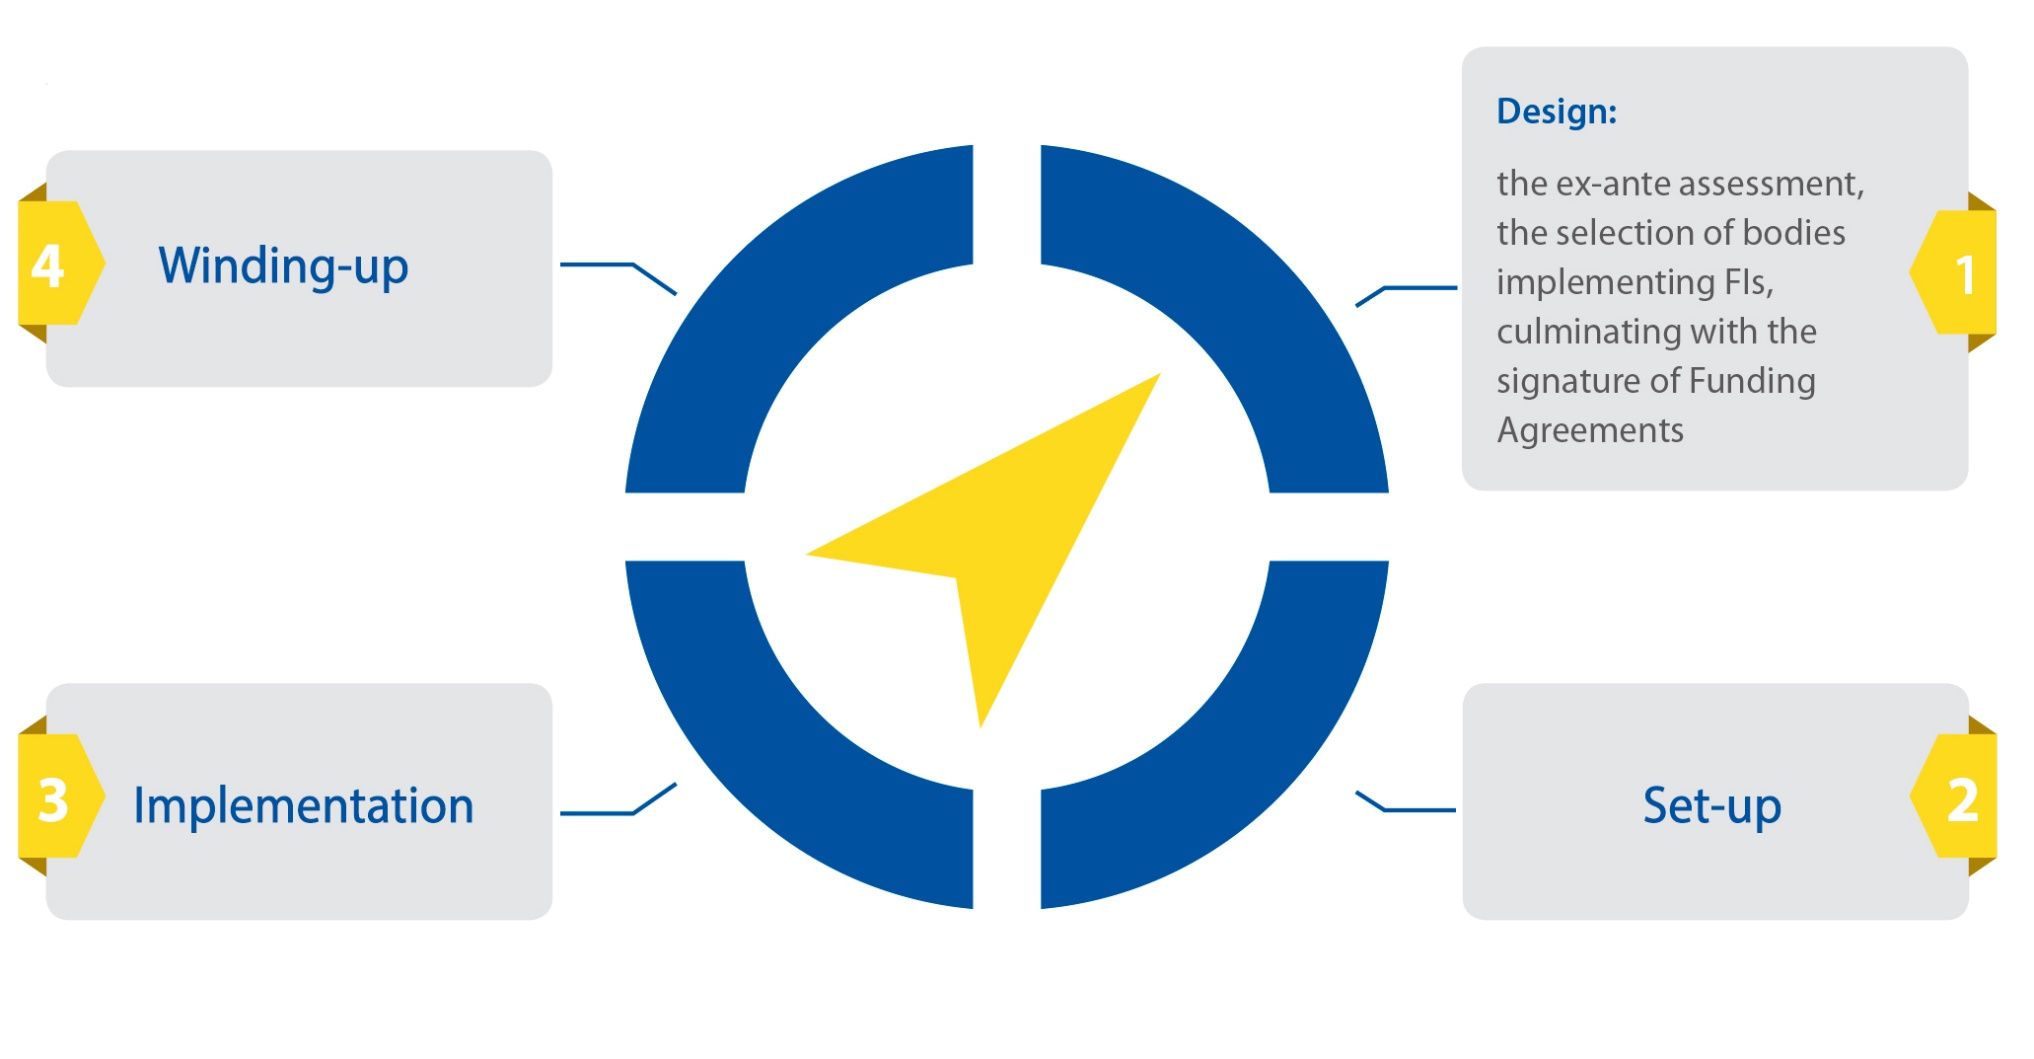 Design:
the ex-ante assessment,
the selection of bodies
implementing FIs,
culminating with the
signature of Funding
Agreements
1
Set-up
2
3
Implementation
4
Winding-up